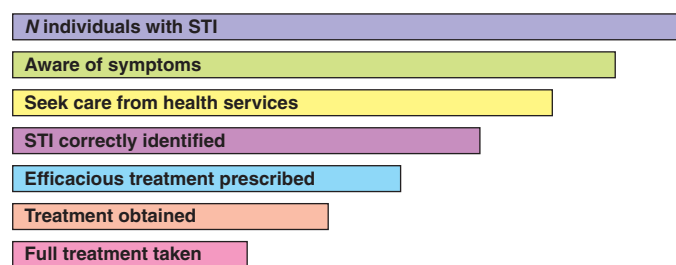 N individuals with STI
Aware of symptoms
Seek care from health services
STI correctly identified
Efficacious treatment prescribed
Treatment obtained
Full treatment taken